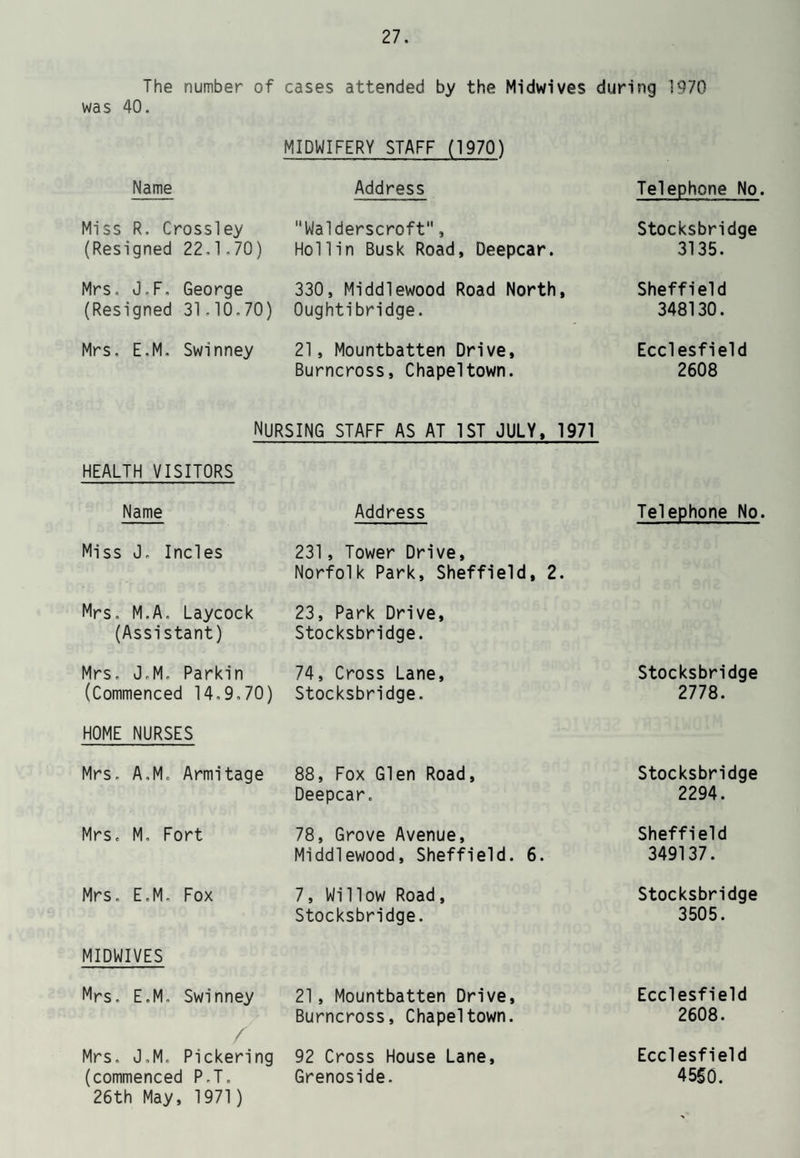 27.
The number of cases attended by the Midwives during 1970
was 40.
MIDWIFERY STAFF (1970)
Name Address Telephone No.
Miss R. Crossley "Walderscroft", Stocksbridge
(Resigned 22.1.70) Hollin Busk Road, Deepcar. 3135.
Mrs. J.F. George 330, Middlewood Road North, Sheffield
(Resigned 31.10.70) Oughtibridge. 348130.
Mrs. E.M. Swinney 21, Mountbatten Drive, Ecclesfield
Burncross, Chapeltown. 2608
NURSING STAFF AS AT 1ST JULY, 1971
HEALTH VISITORS
Name Address Telephone No.
Miss J. Incles 231, Tower Drive,
Norfolk Park, Sheffield, 2.
Mrs. M.A. Laycock 23, Park Drive,
(Assistant) Stocksbridge.
Mrs. J.M. Parkin 74, Cross Lane, Stocksbridge
(Commenced 14.9.70) Stocksbridge. 2778.
HOME NURSES
Mrs. A.M. Armitage 88, Fox Glen Road, Stocksbridge
Deepcar. 2294.
Mrs. M. Fort 78, Grove Avenue, Sheffield
Middlewood, Sheffield. 6. 349137.
Mrs. E.M. Fox 7, Willow Road, Stocksbridge
Stocksbridge. 3505.
MIDWIVES
Mrs. E.M. Swinney 21, Mountbatten Drive, Ecclesfield
Burncross, Chapeltown. 2608.
Mrs. J.M. Pickering 92 Cross House Lane, Ecclesfield
(commenced P.T. Grenoside.
26th May, 1971)